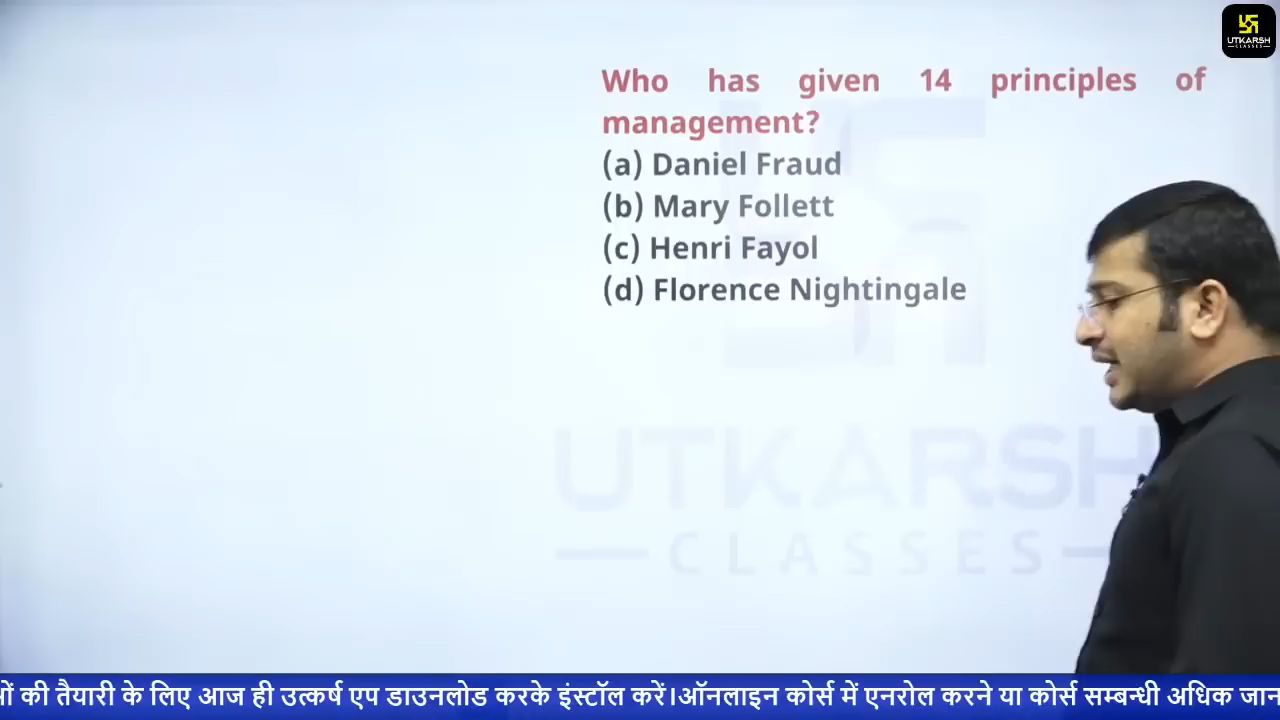 UTKARSH
CLASSES
Who has given 14 principles of
management?
(a) Daniel Fraud
(b) Mary Follett
(c) Henri Fayol
(d) Florence Nightingale
UTKARSH
CLASSES
की तैयारी के लिए आज ही उत्कर्ष एप डाउनलोड करके इंस्टॉल करें।ऑनलाइन कोर्स में एनरोल करने या कोर्स सम्बन्धी अधिक